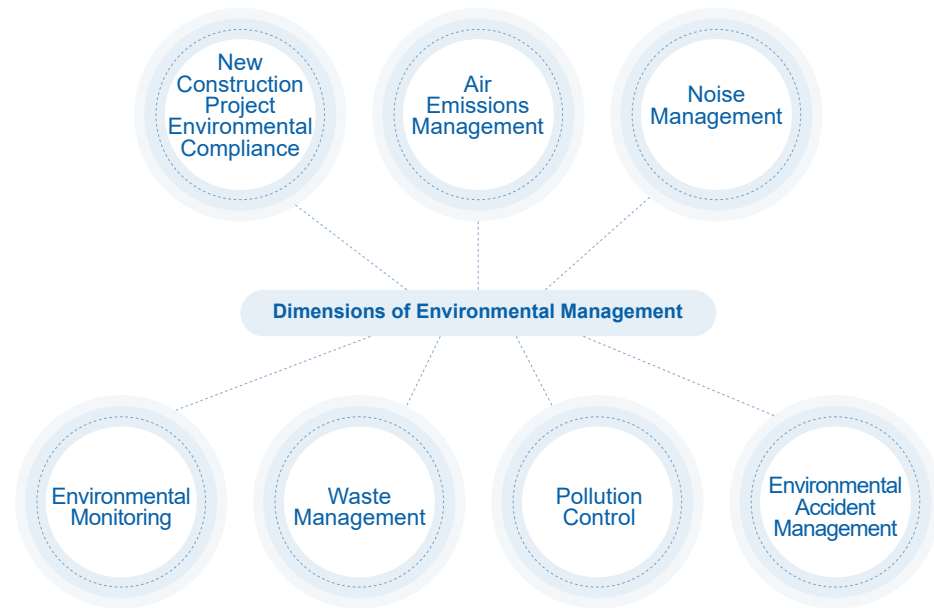 New
Construction
Project
Environmental
Compliance
Air
Emissions
Management
Noise
Management
Dimensions of Environmental Management
Environmental
Monitoring
Waste
Management
Pollution
Control
Environmental
Accident
Management